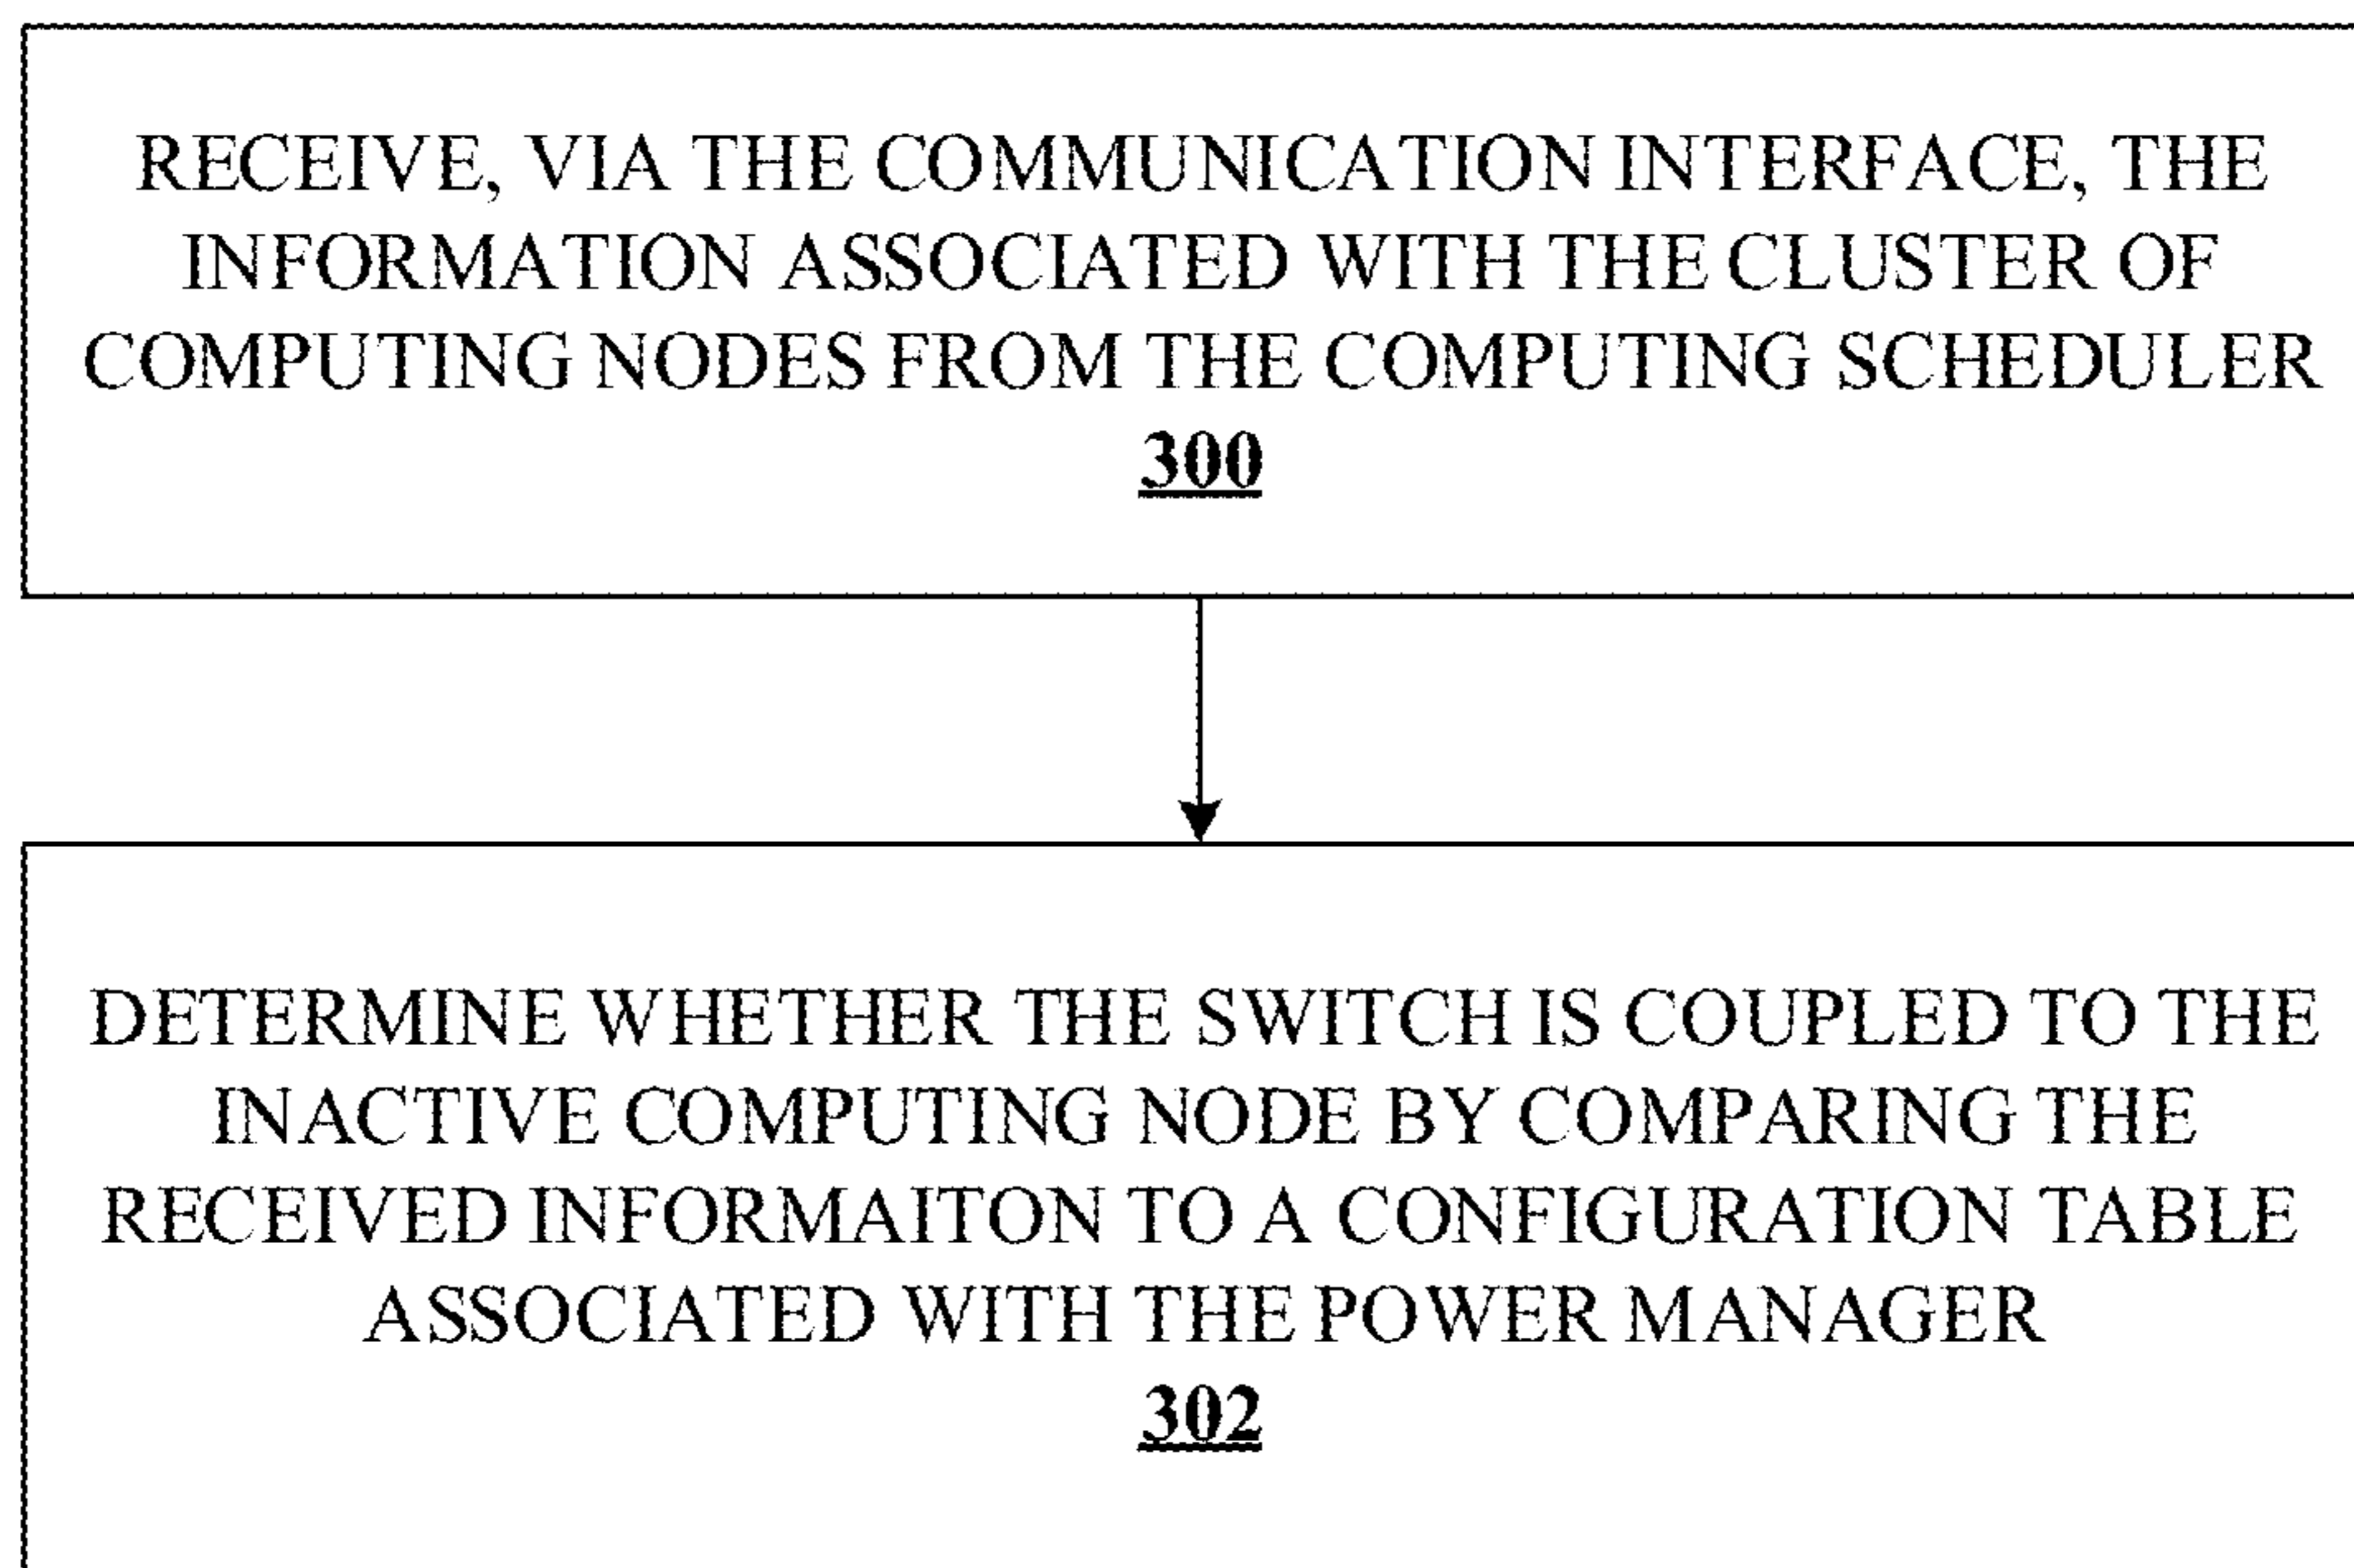 RECEIVE, VIA THE COMMUNICATION INTERFACE, THE
INFORMATION ASSOCIATED WITH THE CLUSTER OF
COMPUTING NODES FROM THE COMPUTING SCHEDULER
300
DETERMINE WHETHER THE SWITCH IS COUPLED TO THE
INACTIVE COMPUTING NODE BY COMPARING THE
RECEIVED INFORMAITON TO A CONFIGURATION TABLE
ASSOCIATED WITH THE POWER MANAGER
302